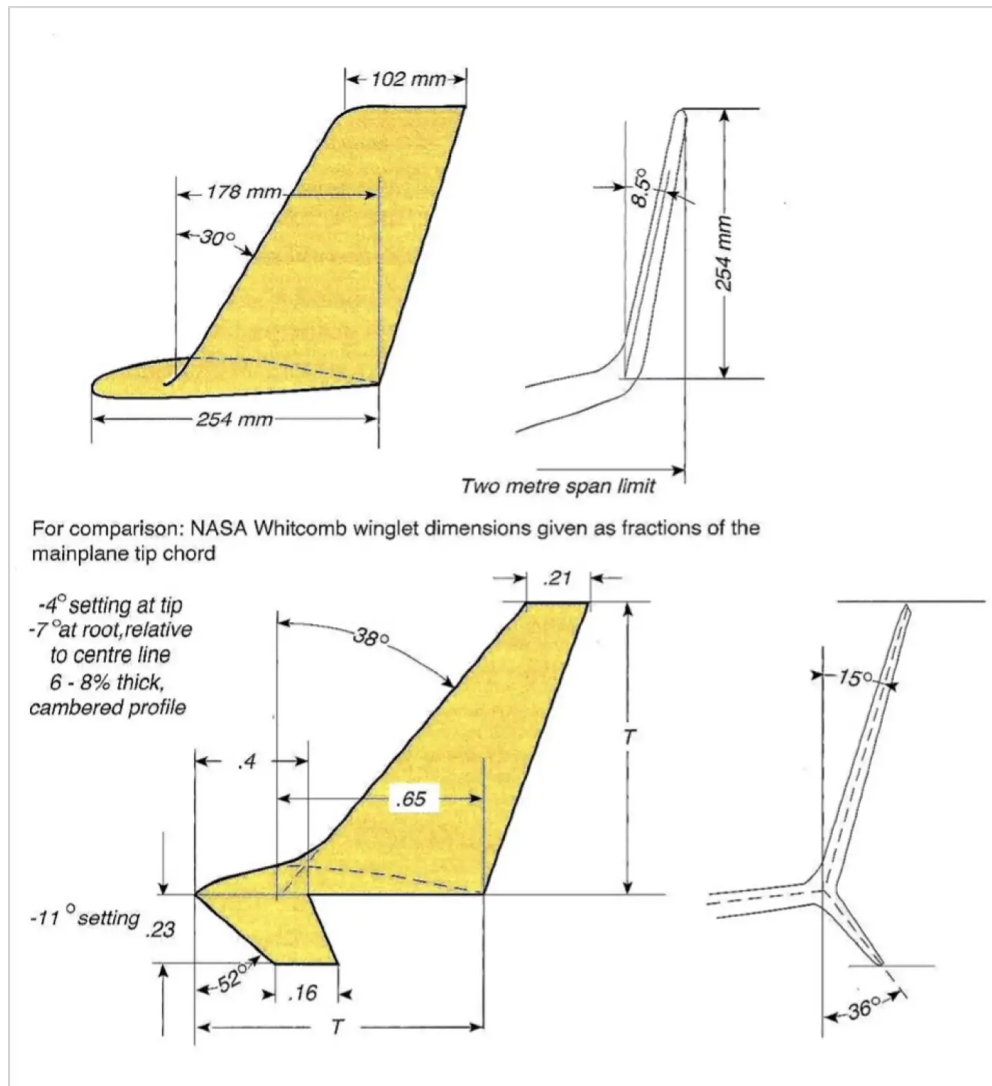 102 mm
178 mm
30°
254 mm
8.5°
254 mm
Two metre span limit
For comparison: NASA Whitcomb winglet dimensions given as fractions of the
mainplane tip chord
-4° setting at tip
-7° at root, relative
to centre line
6 - 8% thick,
cambered profile
.21
38°
.4
.65
T
15°
-11° setting
.23
52°
.16
T
36°